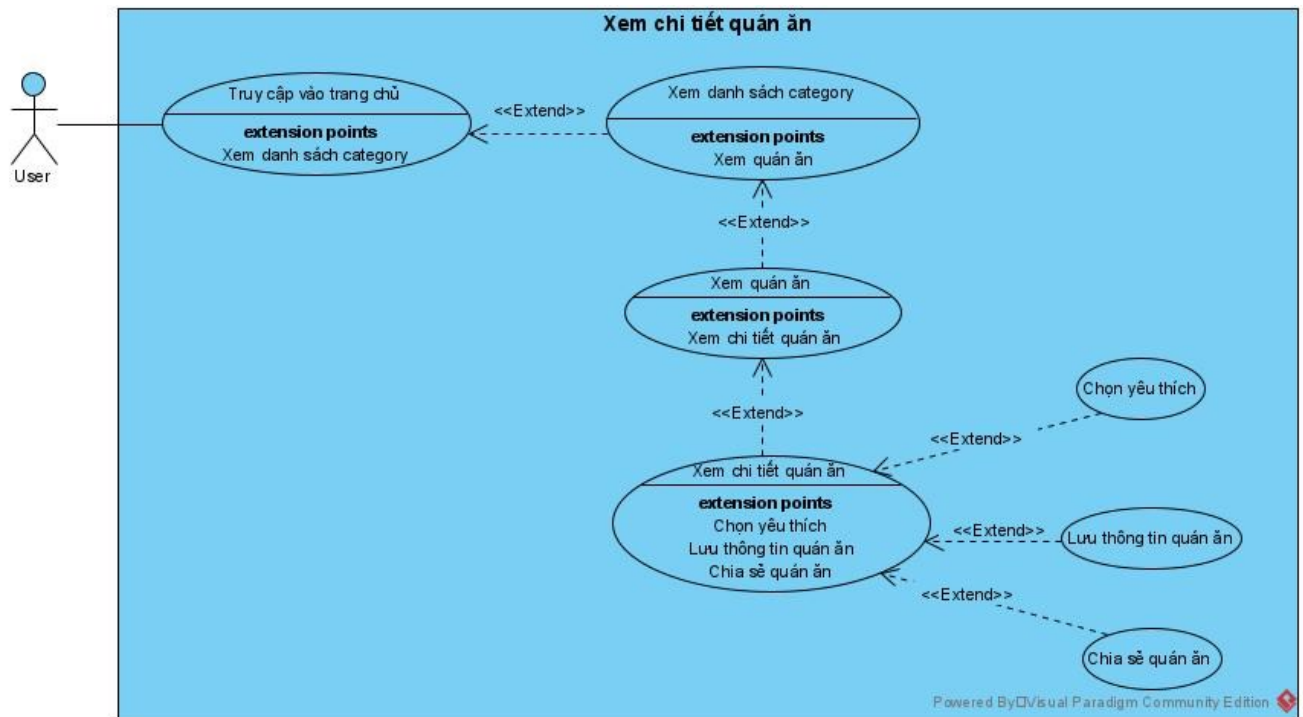 Xem chi tiết quán ăn
User
Truy cập vào trang chủ
extension points
Xem danh sách category
<<Extend>>
Xem danh sách category
extension points
Xem quán ăn
<<Extend>>
Xem quán ăn
extension points
Xem chi tiết quán ăn
<<Extend>>
Xem chi tiết quán ăn
extension points
Chọn yêu thích
Lưu thông tin quán ăn
Chia sẻ quán ăn
<<Extend>>
Chọn yêu thích
<<Extend>>
Lưu thông tin quán ăn
<<Extend>>
Chia sẻ quán ăn
Powered By□Visual Paradigm Community Edition